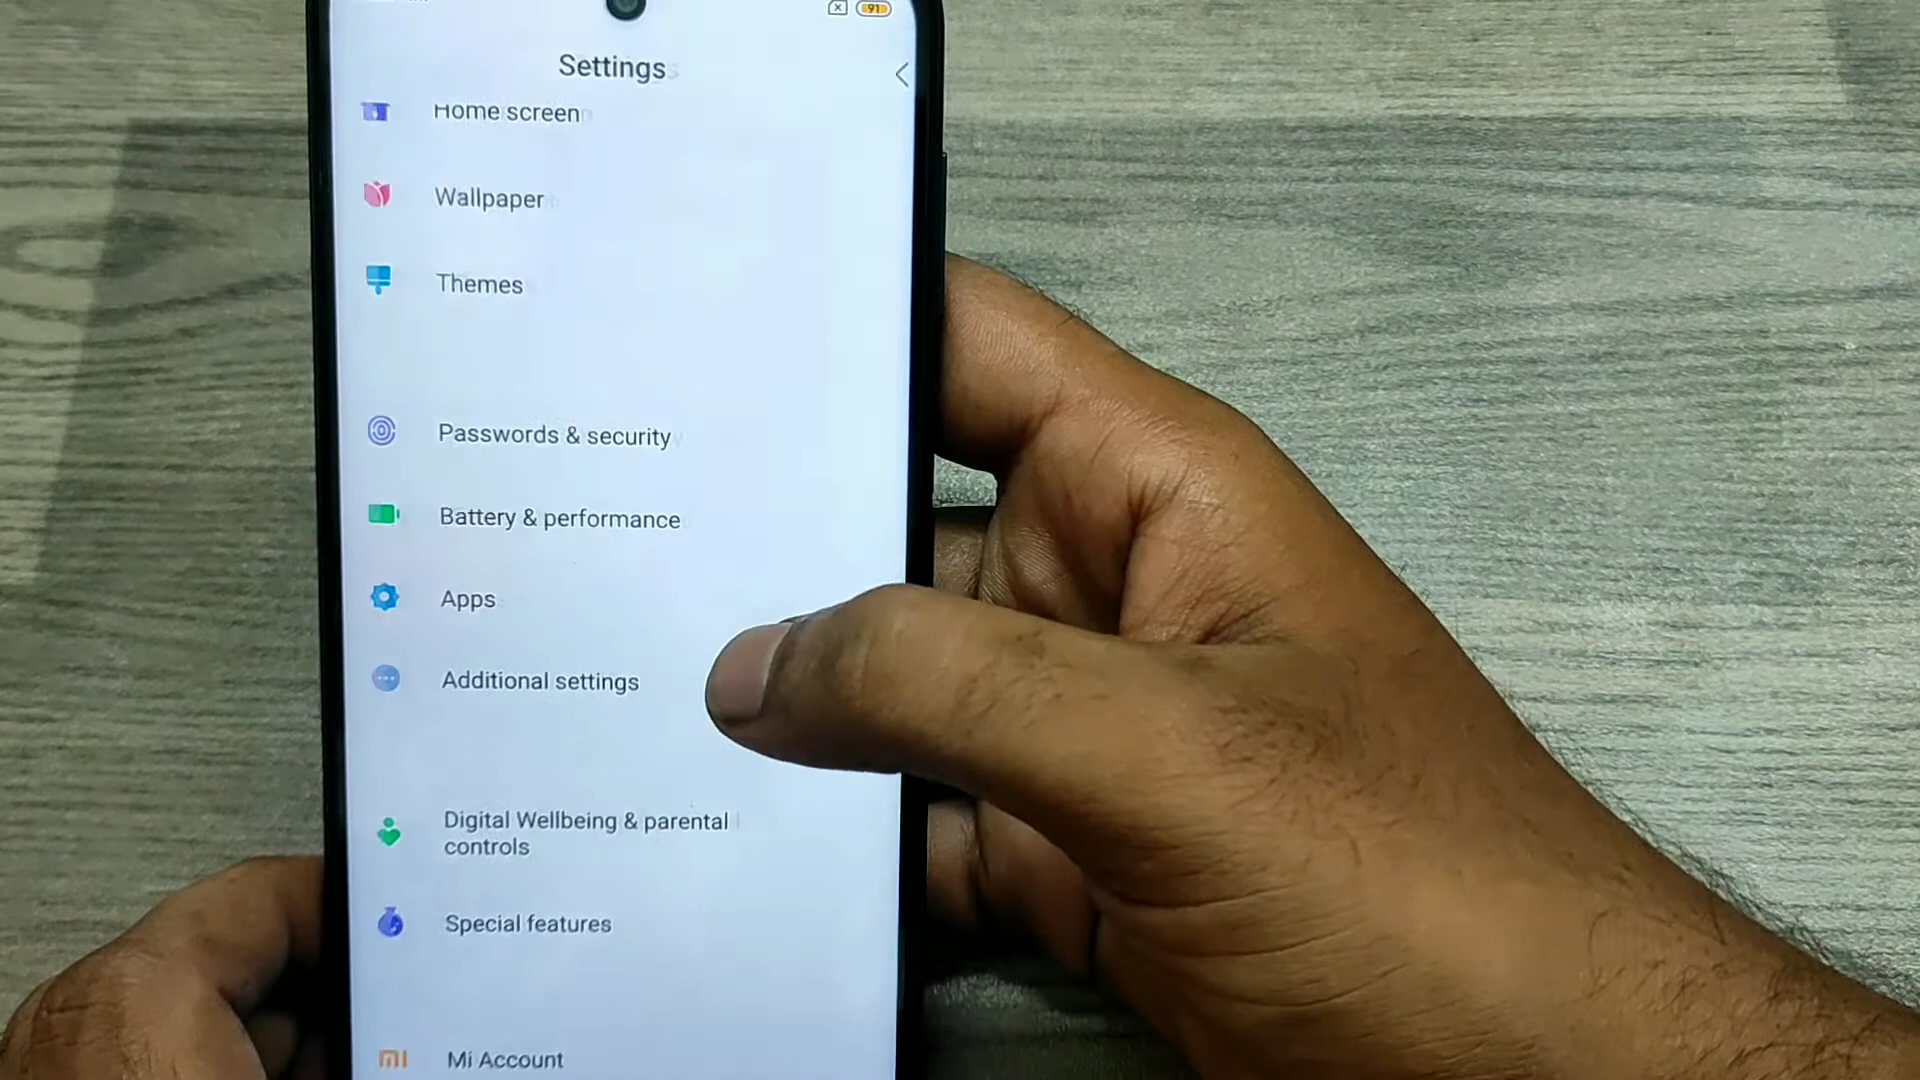 91
Settings
Home screen
Wallpaper
Themes
Passwords & security
Battery & performance
Apps
Additional settings
Digital Wellbeing & parental
controls
Special features
Mi Account